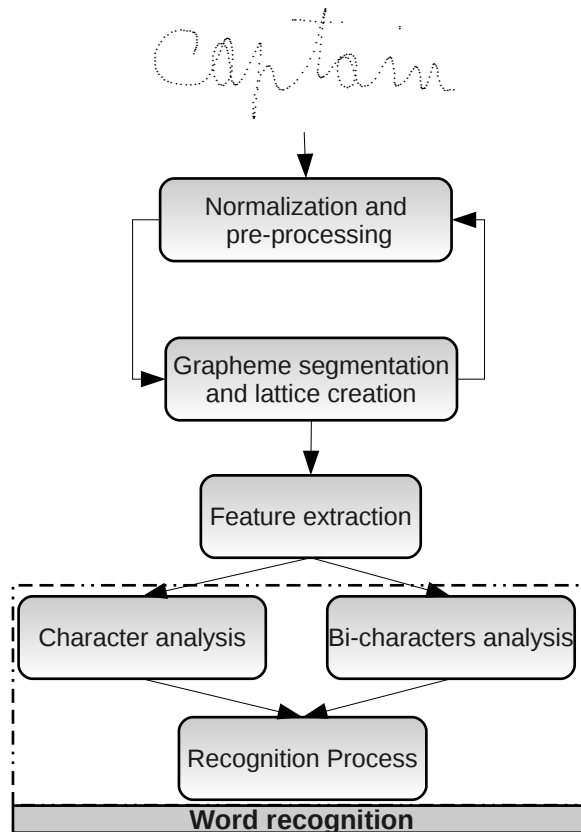 captain
Normalization and
pre-processing
Grapheme segmentation
and lattice creation
Feature extraction
Character analysis
Bi-characters analysis
Recognition Process
Word recognition